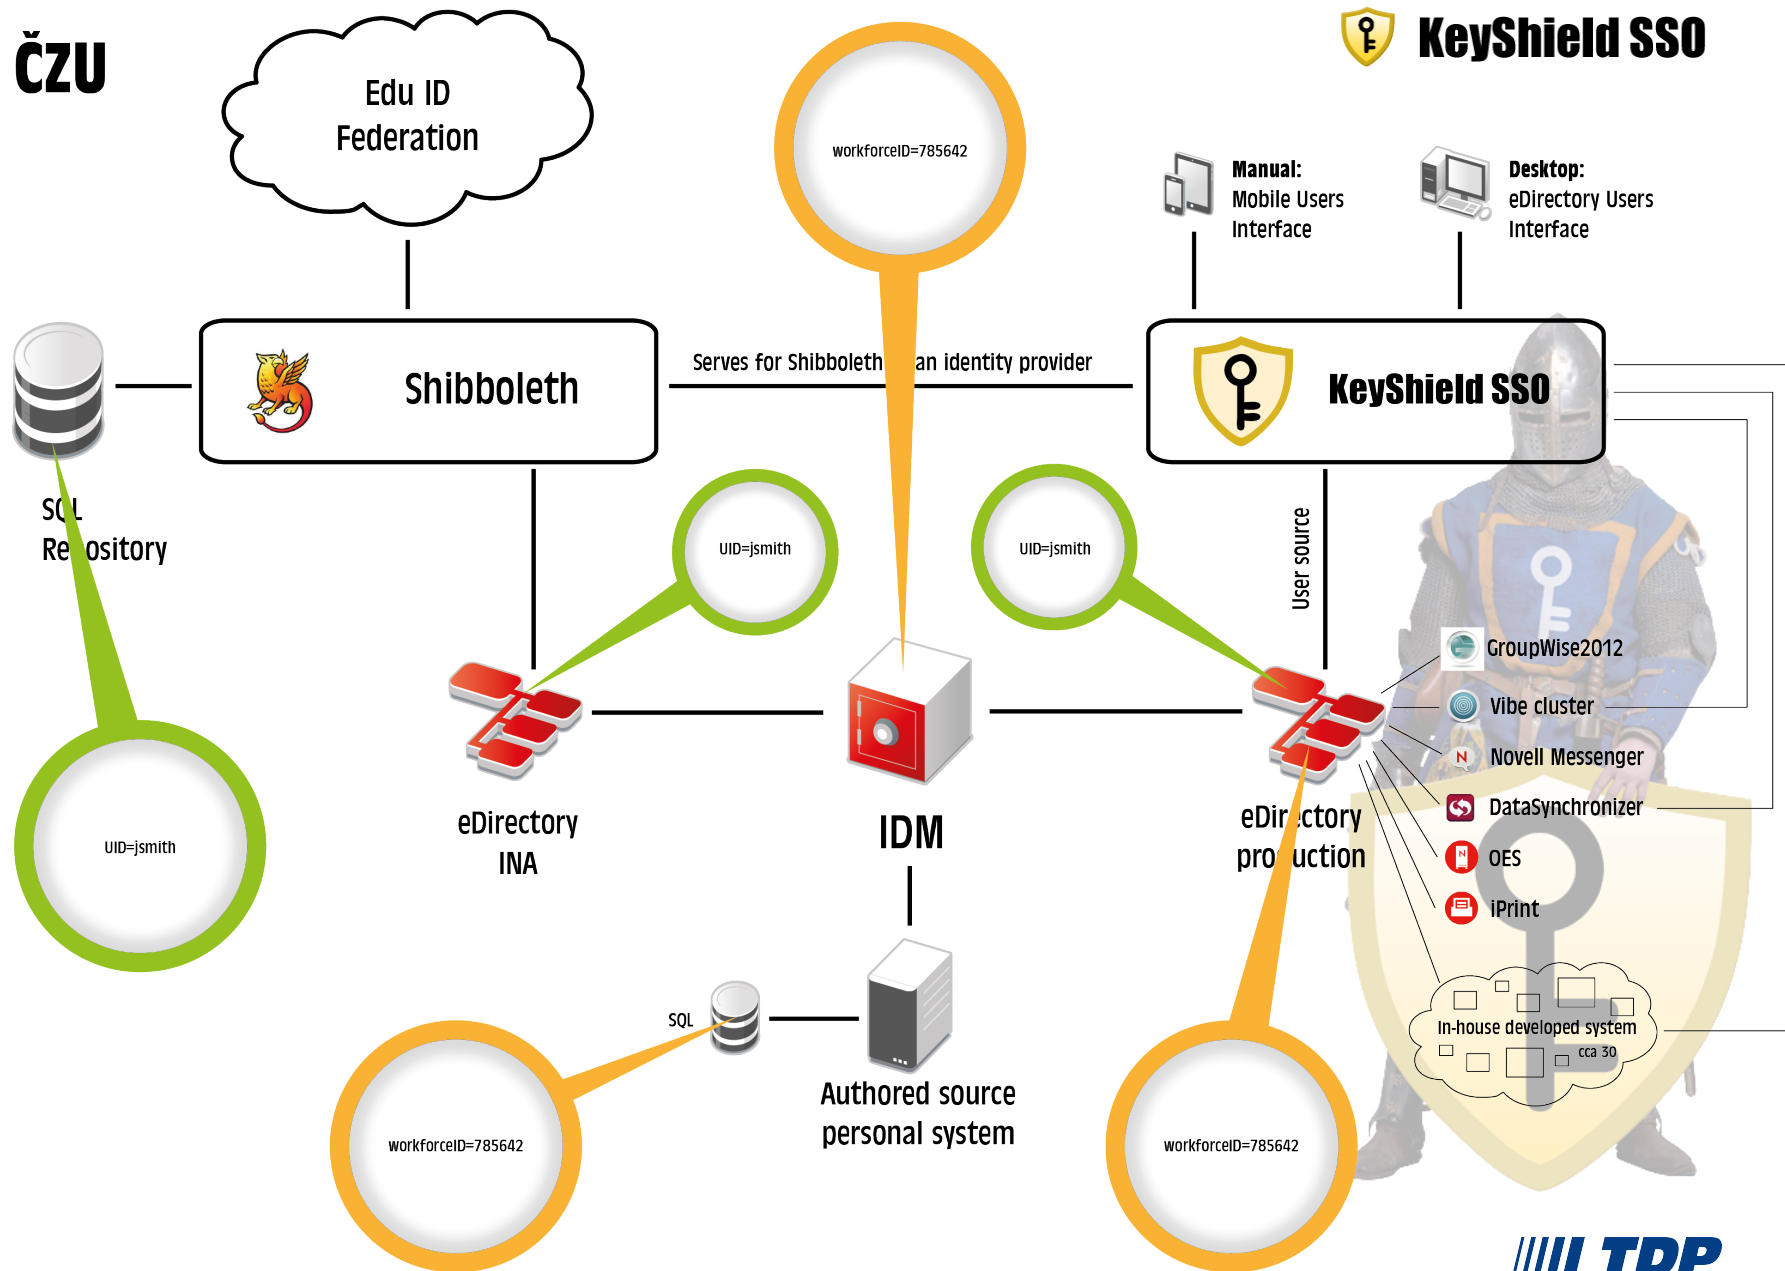 ČZU
KeyShield SSO
Edu ID
Federation
workforceID=785642
Manual:
Mobile Users
Interface
Desktop:
eDirectory Users
Interface
Shibboleth
Serves for Shibboleth an identity provider
KeyShield SSO
SQL
Repository
UID=jsmith
UID=jsmith
User source
GroupWise2012
Vibe cluster
Novell Messenger
N
DataSynchronizer
OES
N
iPrint
eDirectory
INA
IDM
eDirectory
production
UID=jsmith
SQL
In-house developed system
cca 30
Authored source
personal system
workforceID=785642
workforceID=785642
TDP